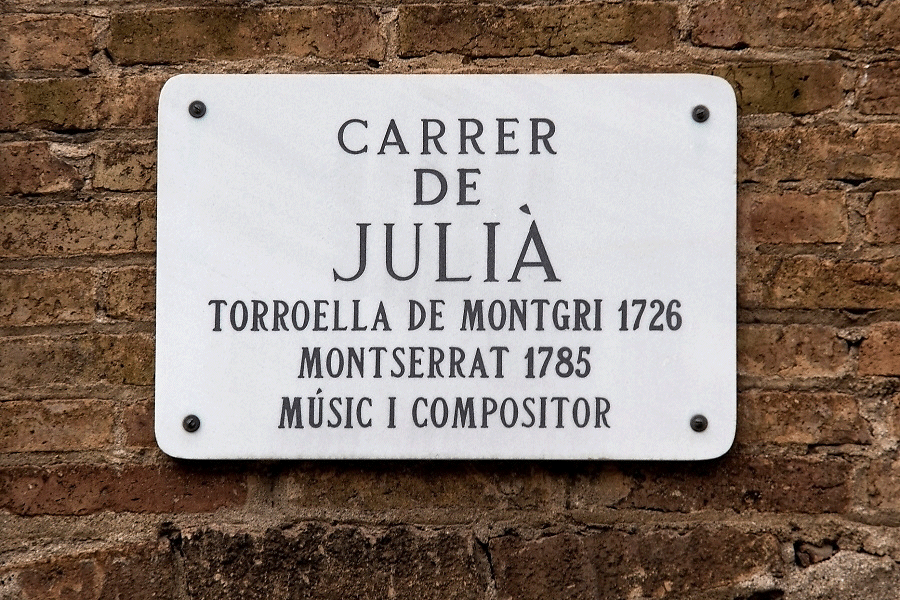 CARRER
DE
JULIÀ
TORROELLA DE MONTGRI 1726
MONTSERRAT 1785
MÚSIC I COMPOSITOR